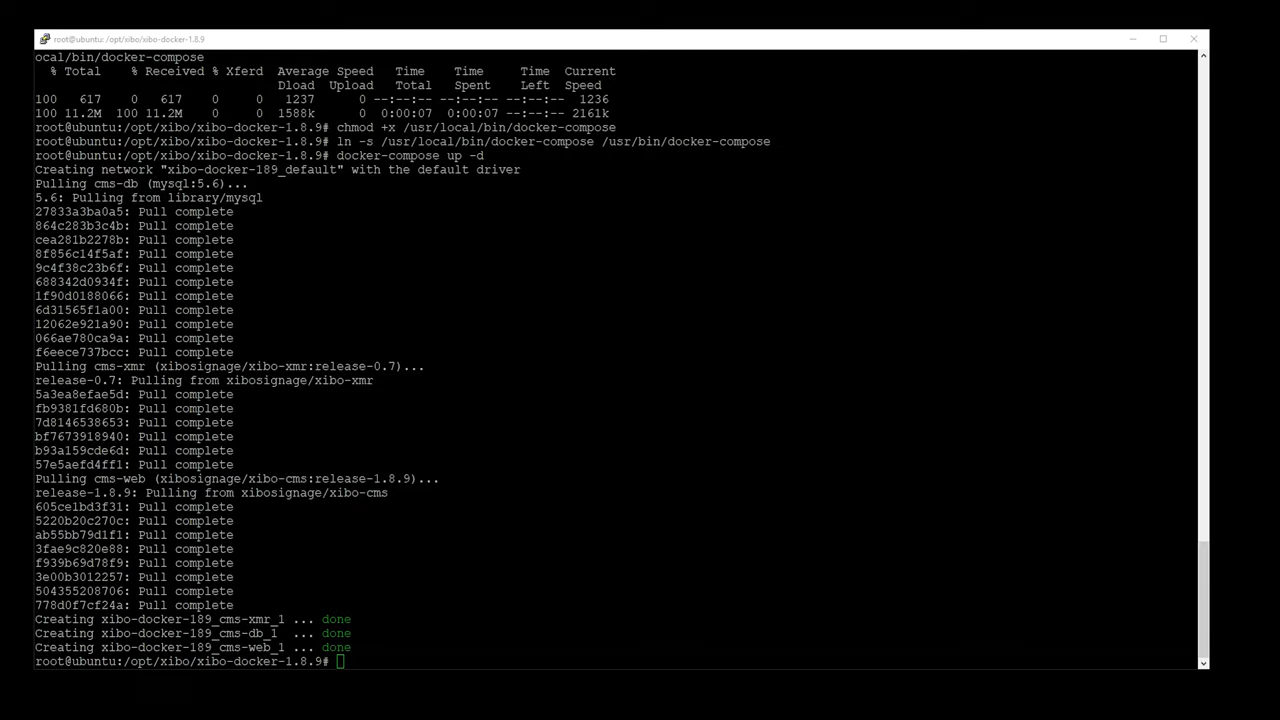 root@ubuntu: /opt/xibo/xibo-docker-1.8.9
ocal/bin/docker-compose
  % Total    % Received % Xferd  Average   Speed   Time    Time     Time  Current
                                 Dload  Upload   Total   Spent    Left  Speed
100   617    0   617    0     0   1237      0 --:--:-- --:--:-- --:--:--  1236
100 11.2M  100 11.2M    0     0  1588k      0  0:00:07  0:00:07 --:--:-- 2161k
root@ubuntu:/opt/xibo/xibo-docker-1.8.9# chmod +x /usr/local/bin/docker-compose
root@ubuntu:/opt/xibo/xibo-docker-1.8.9# ln -s /usr/local/bin/docker-compose /usr/bin/docker-compose
root@ubuntu:/opt/xibo/xibo-docker-1.8.9# docker-compose up -d
Creating network "xibo-docker-189_default" with the default driver
Pulling cms-db (mysql:5.6)...
5.6: Pulling from library/mysql
27833a3ba0a5: Pull complete
864c283b3c4b: Pull complete
cea281b2278b: Pull complete
8f856c14f5af: Pull complete
9c4f38c23b6f: Pull complete
688342d0934f: Pull complete
1f90d0188066: Pull complete
6d31565f1a00: Pull complete
12062e921a90: Pull complete
066ae780ca9a: Pull complete
f6eece737bcc: Pull complete
Pulling cms-xmr (xibosignage/xibo-xmr:release-0.7)...
release-0.7: Pulling from xibosignage/xibo-xmr
5a3ea8efae5d: Pull complete
fb9381fd680b: Pull complete
7d8146538653: Pull complete
bf7673918940: Pull complete
b93a159cde6d: Pull complete
57e5aefd4ff1: Pull complete
Pulling cms-web (xibosignage/xibo-cms:release-1.8.9)...
release-1.8.9: Pulling from xibosignage/xibo-cms
605ce1bd3f31: Pull complete
5220b20c270c: Pull complete
ab55bb79d1f1: Pull complete
3fae9c820e88: Pull complete
f939b69d78f9: Pull complete
3e00b3012257: Pull complete
504355208706: Pull complete
778d0f7cf24a: Pull complete
Creating xibo-docker-189_cms-xmr_1 ... done
Creating xibo-docker-189_cms-db_1  ... done
Creating xibo-docker-189_cms-web_1 ... done
root@ubuntu:/opt/xibo/xibo-docker-1.8.9#